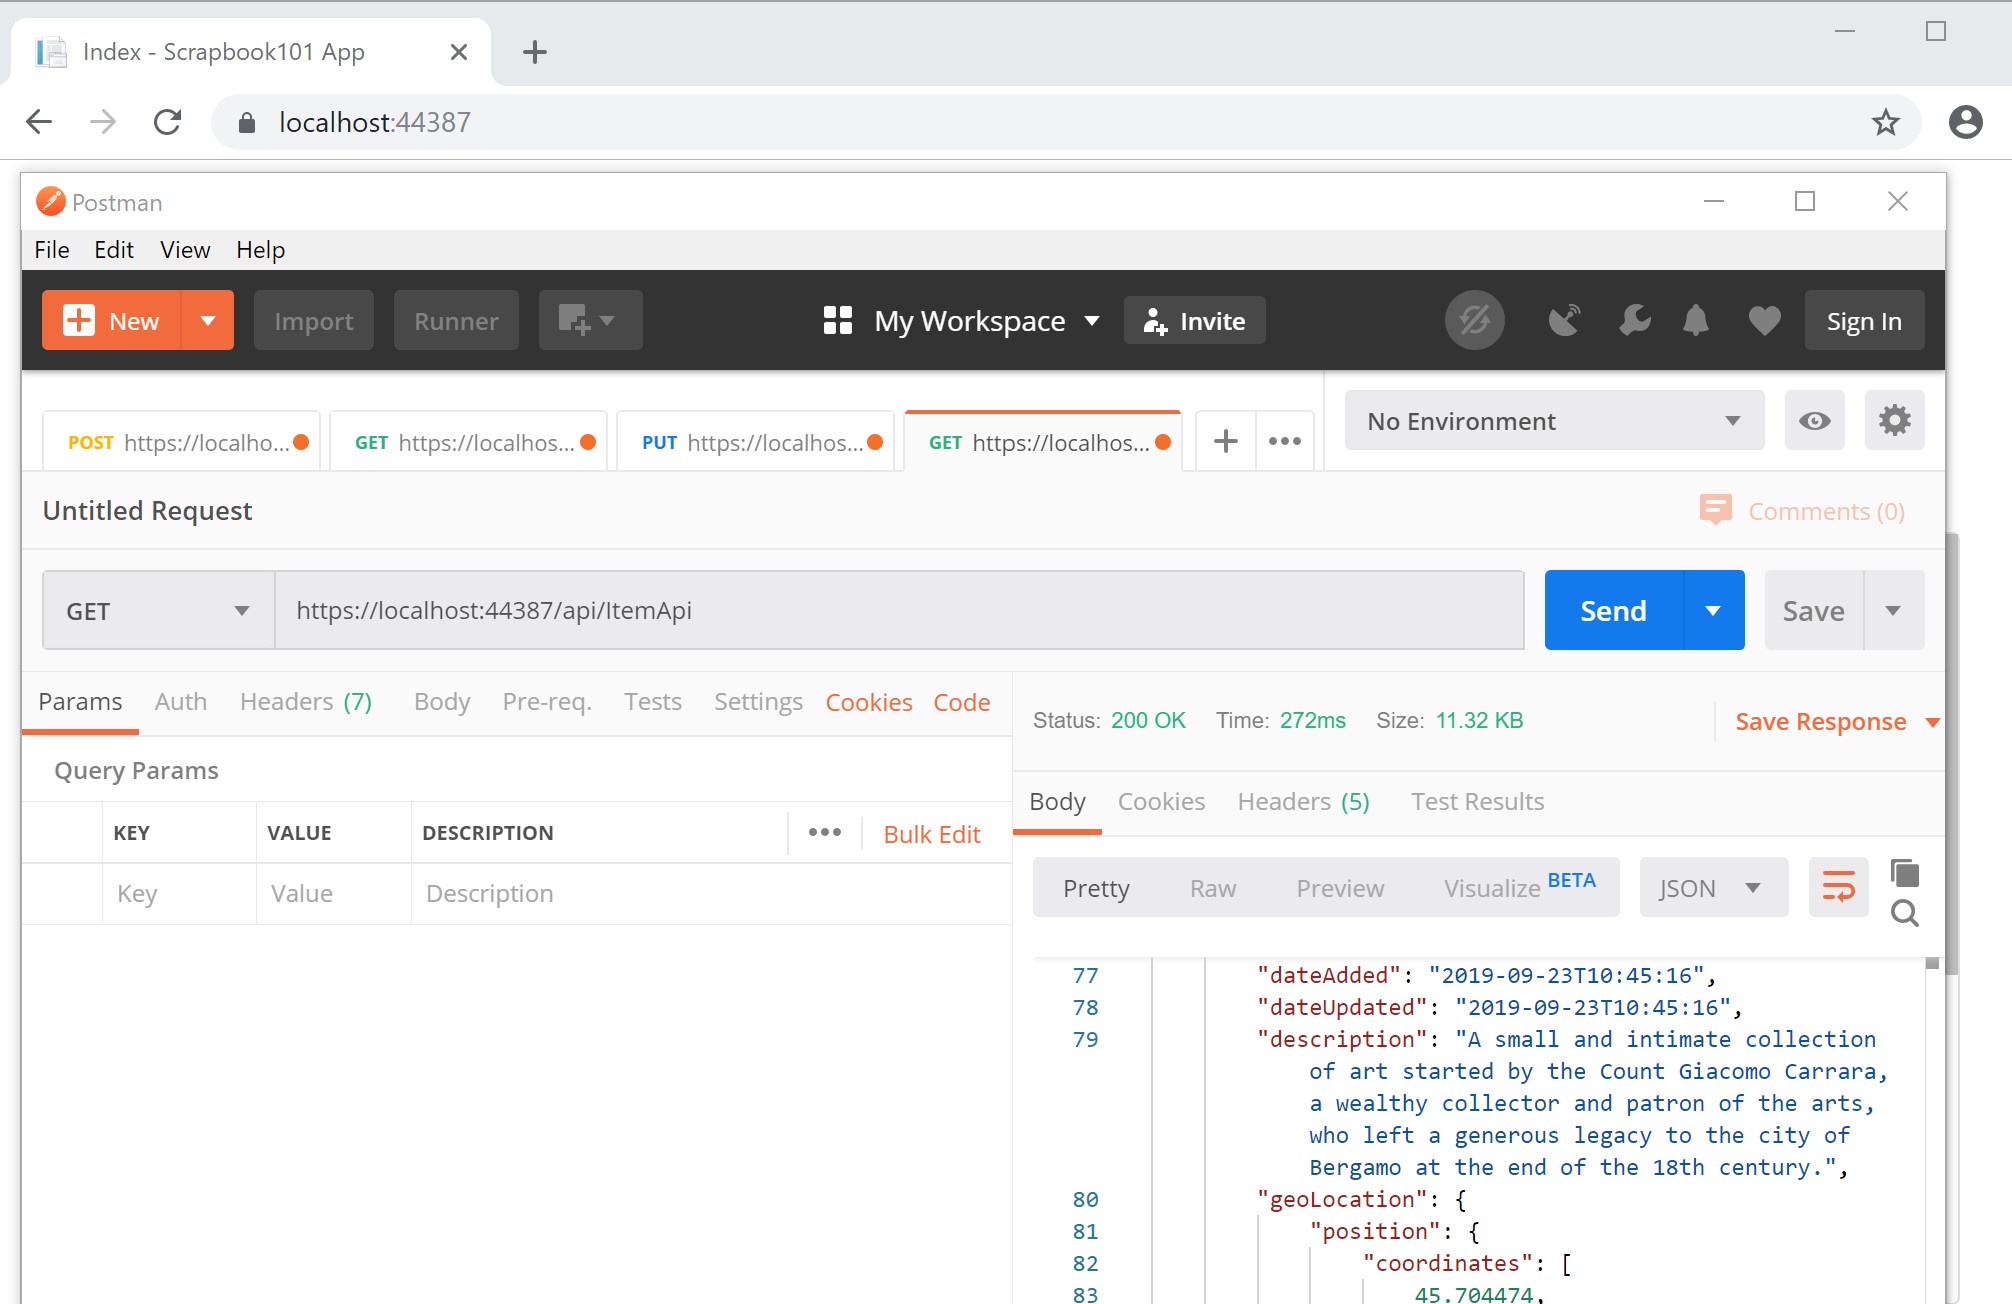 Index - Scrapbook101 App
localhost:44387
Postman
File Edit View Help
New Import Runner My Workspace Invite Sign In
POST https://localho... GET https://localhos... PUT https://localhos... GET https://localhos... No Environment
Untitled Request Comments (0)
GET https://localhost:44387/api/ItemApi Send Save
Params Auth Headers (7) Body Pre-req. Tests Settings Cookies Code
Status: 200 OK Time: 272ms Size: 11.32 KB Save Response
Query Params
Body Cookies Headers (5) Test Results
KEY VALUE DESCRIPTION Bulk Edit
Key Value Description
Pretty Raw Preview Visualize BETA JSON
77 "dateAdded": "2019-09-23T10:45:16",
78 "dateUpdated": "2019-09-23T10:45:16",
79 "description": "A small and intimate collection
of art started by the Count Giacomo Carrara,
a wealthy collector and patron of the arts,
who left a generous legacy to the city of
Bergamo at the end of the 18th century.",
80 "geoLocation": {
81 "position": {
82 "coordinates": [
83 45.704474,